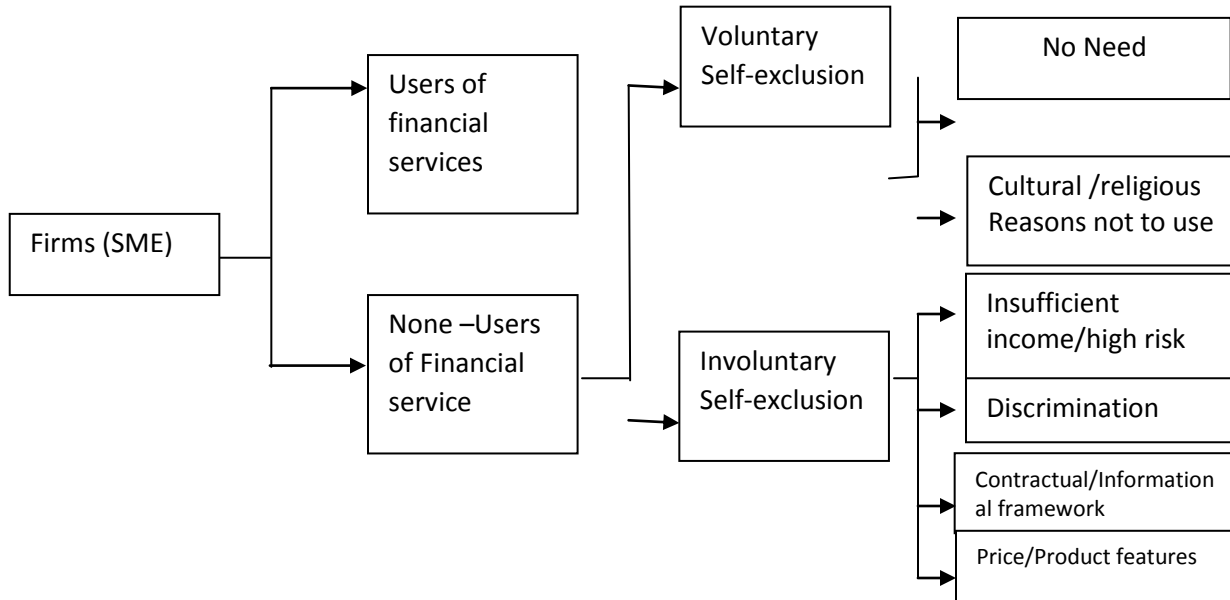 Firms (SME)
Users of
financial
services
None –Users
of Financial
service
Voluntary
Self-exclusion
Involuntary
Self-exclusion
No Need
Cultural /religious
Reasons not to use
Insufficient
income/high risk
Discrimination
Contractual/Information
al framework
Price/Product features